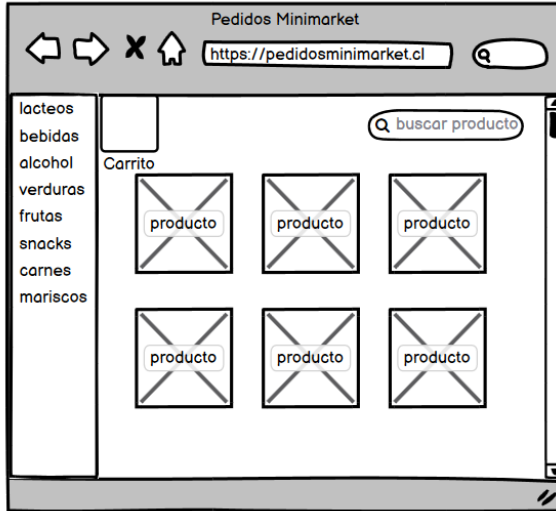 Pedidos Minimarket
https://pedidosminimarket.cl
lacteos
bebidas
alcohol
verduras
frutas
snacks
carnes
mariscos
buscar producto
Carrito
producto producto producto
producto producto producto